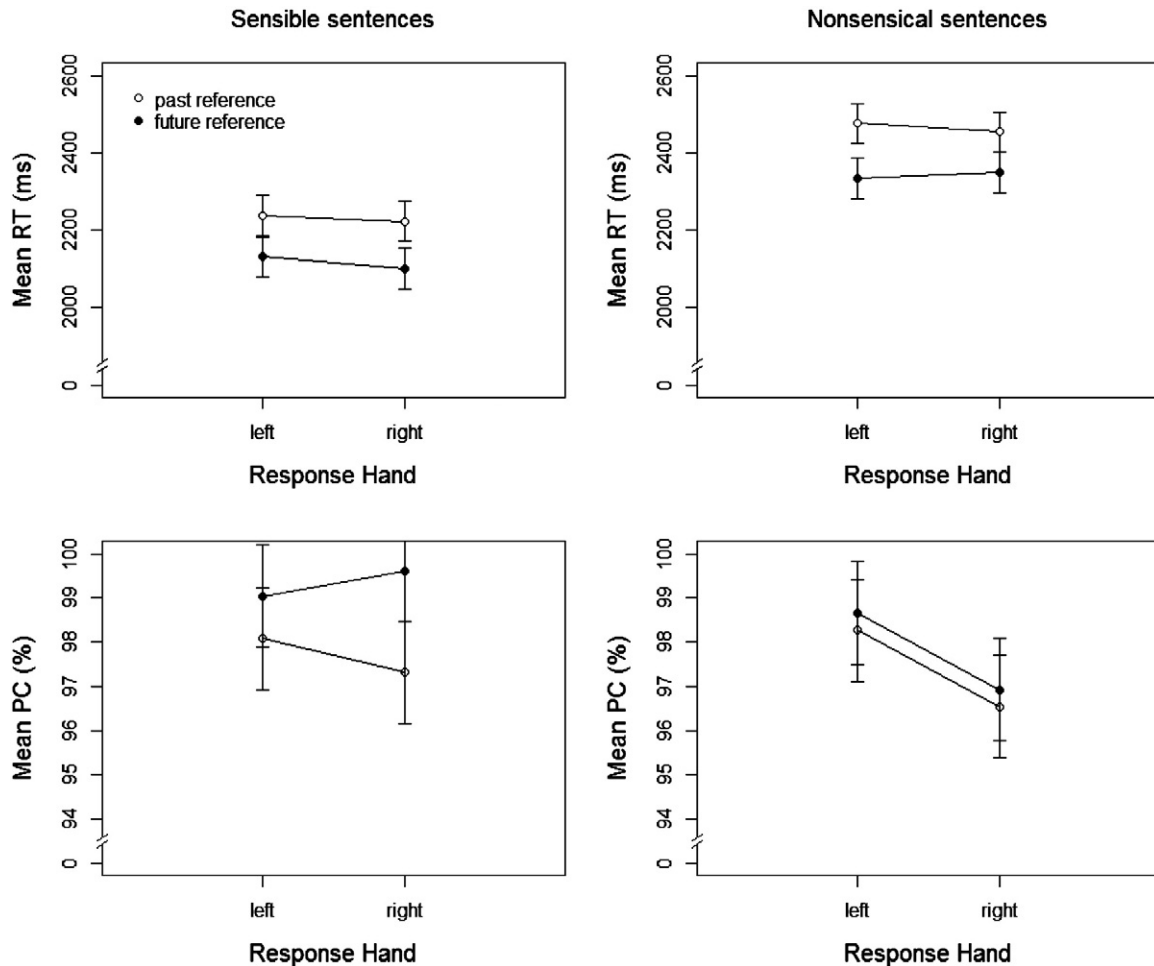 Sensible sentences
Mean RT (ms)
2600
2400
2200
2000
0
past reference
future reference
left right
Response Hand
Nonsensical sentences
Mean RT (ms)
2600
2400
2200
2000
0
left right
Response Hand
Mean PC (%)
100
99
98
97
96
95
94
0
left right
Response Hand
Mean PC (%)
100
99
98
97
96
95
94
0
left right
Response Hand